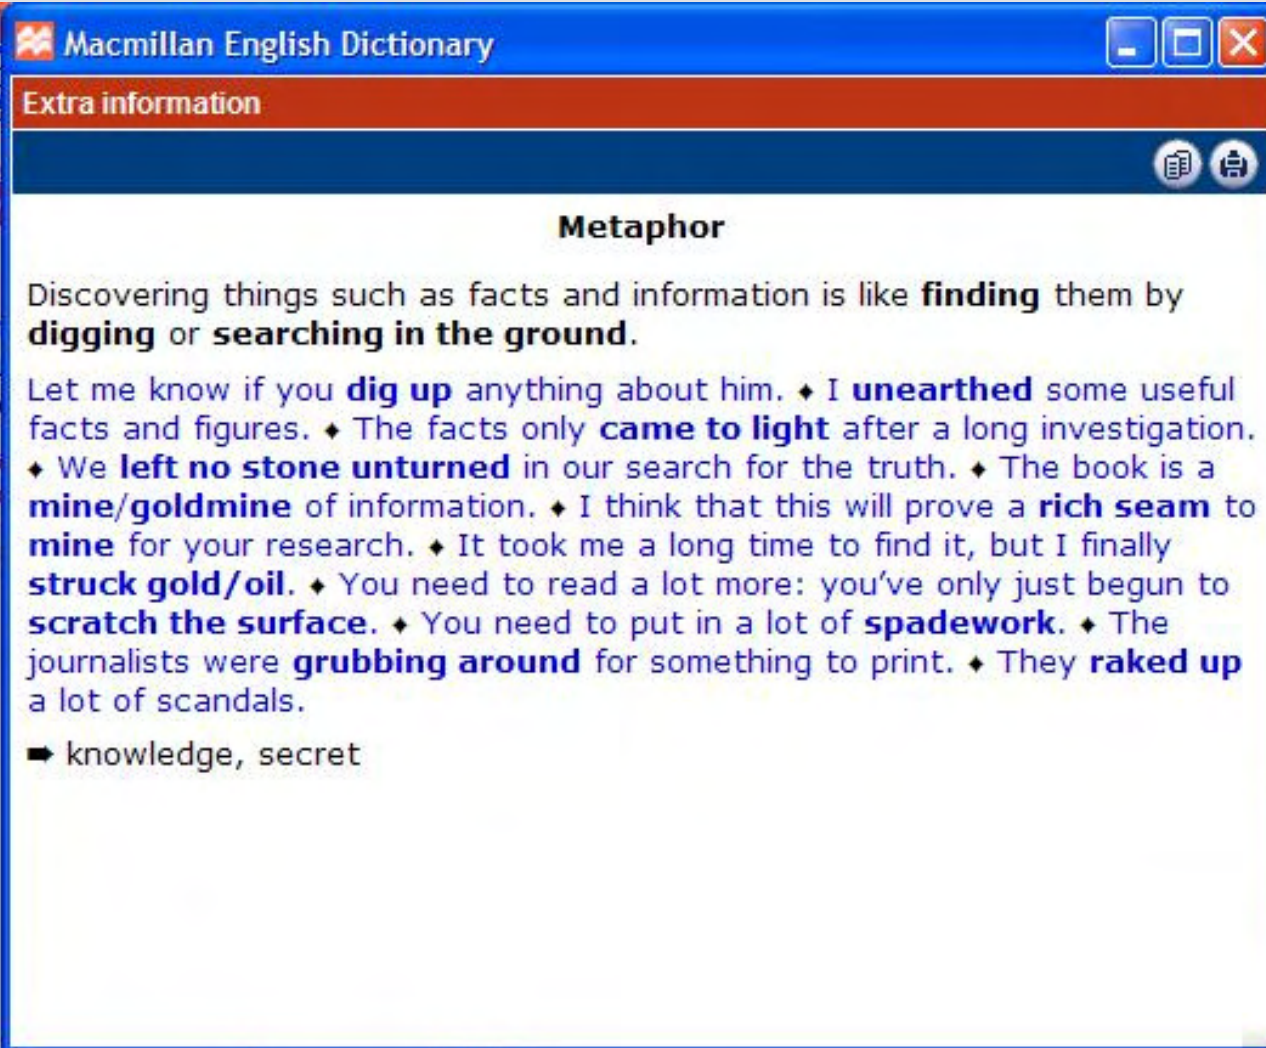 Macmillan English Dictionary
Extra information
Metaphor
Discovering things such as facts and information is like finding them by
digging or searching in the ground.
Let me know if you dig up anything about him. ♦ I unearthed some useful
facts and figures. ♦ The facts only came to light after a long investigation.
♦ We left no stone unturned in our search for the truth. ♦ The book is a
mine/goldmine of information. ♦ I think that this will prove a rich seam to
mine for your research. ♦ It took me a long time to find it, but I finally
struck gold/oil. ♦ You need to read a lot more: you’ve only just begun to
scratch the surface. ♦ You need to put in a lot of spadework. ♦ The
journalists were grubbing around for something to print. ♦ They raked up
a lot of scandals.
➡ knowledge, secret